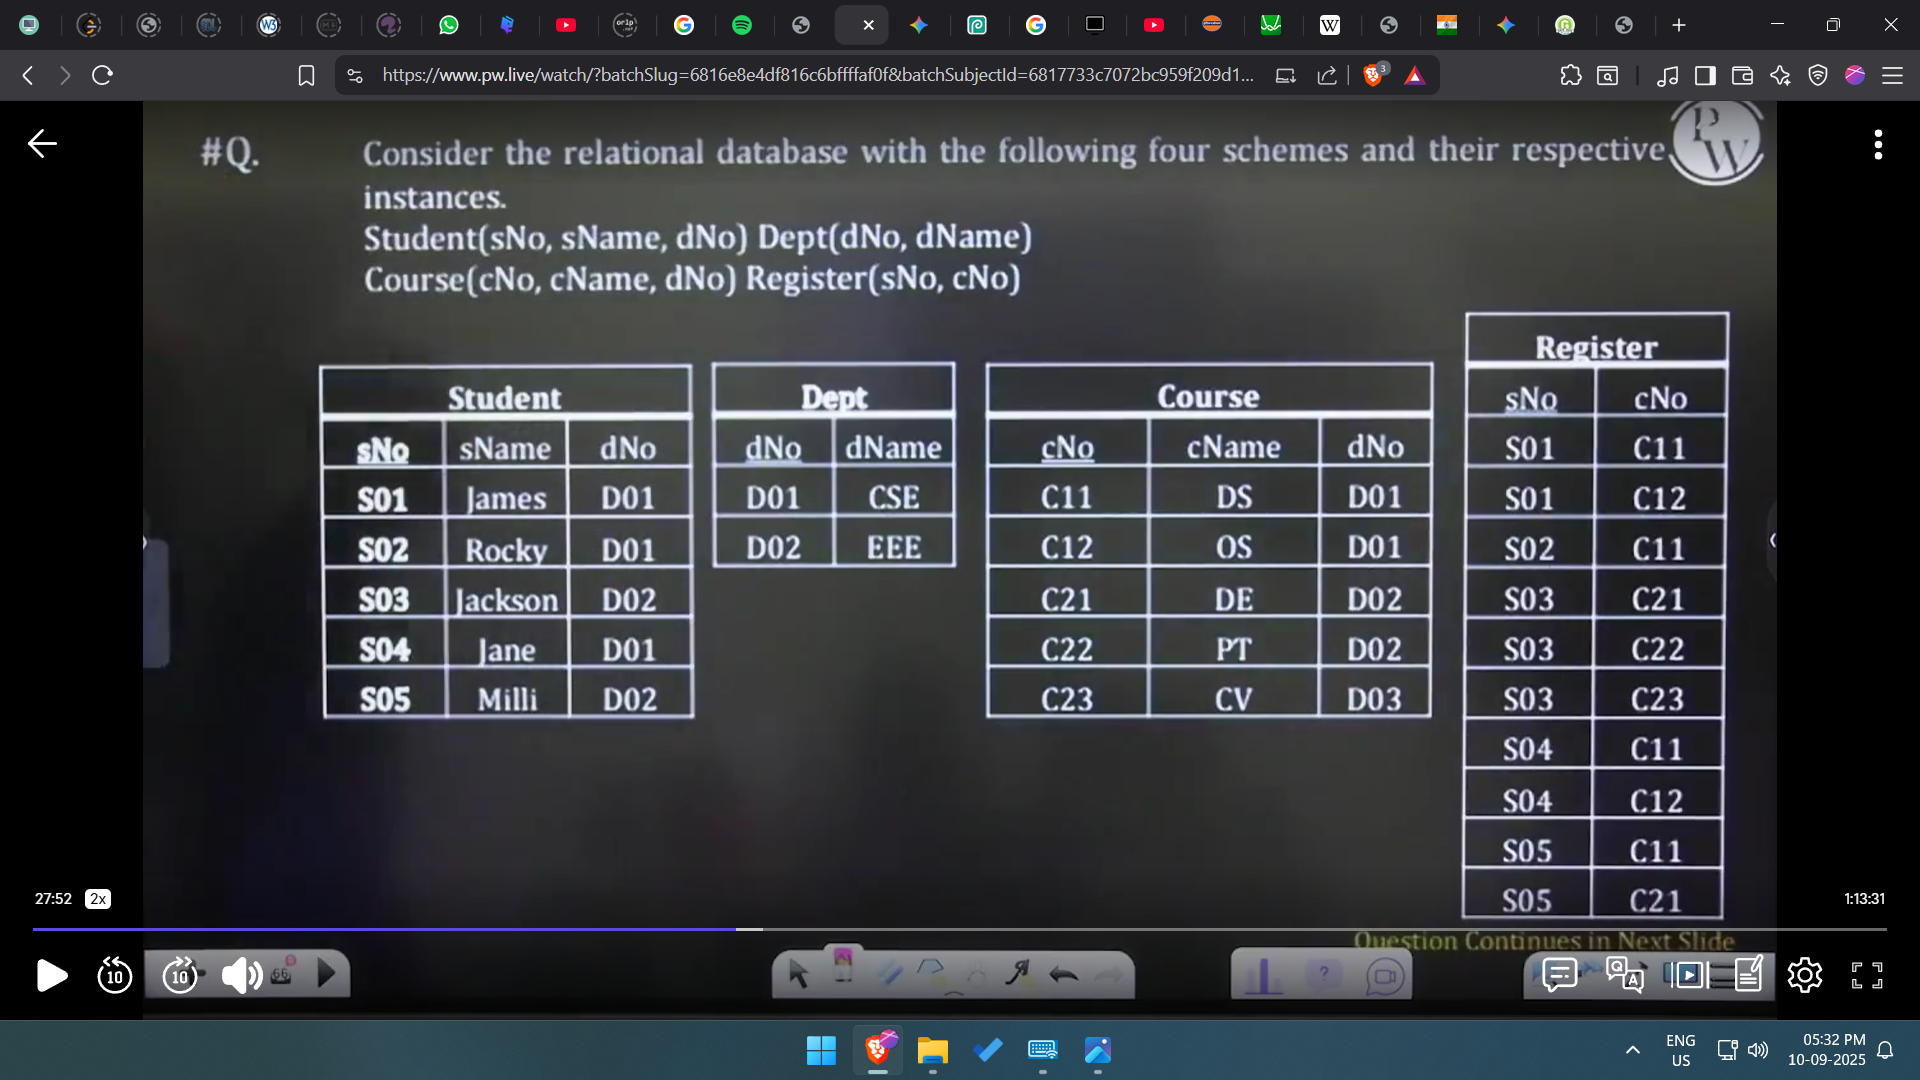 https://www.pw.live/watch/?batchSlug=6816e8e4df816c6bffffaf0f&batchSubjectId=6817733c7072bc959f209d1...
3
#Q. Consider the relational database with the following four schemes and their respective
instances.
Student(sNo, sName, dNo) Dept(dNo, dName)
Course(cNo, cName, dNo) Register(sNo, cNo)
PW
Student
sNo sName dNo
S01 James D01
S02 Rocky D01
S03 Jackson D02
S04 Jane D01
S05 Milli D02
Dept
dNo dName
D01 CSE
D02 EEE
Course
cNo cName dNo
C11 DS D01
C12 OS D01
C21 DE D02
C22 PT D02
C23 CV D03
Register
sNo cNo
S01 C11
S01 C12
S02 C11
S03 C21
S03 C22
S03 C23
S04 C11
S04 C12
S05 C11
S05 C21
Question Continues in Next Slide
27:52 2x
1:13:31
10 10
66
?
Q A
ENG
US
05:32 PM
10-09-2025